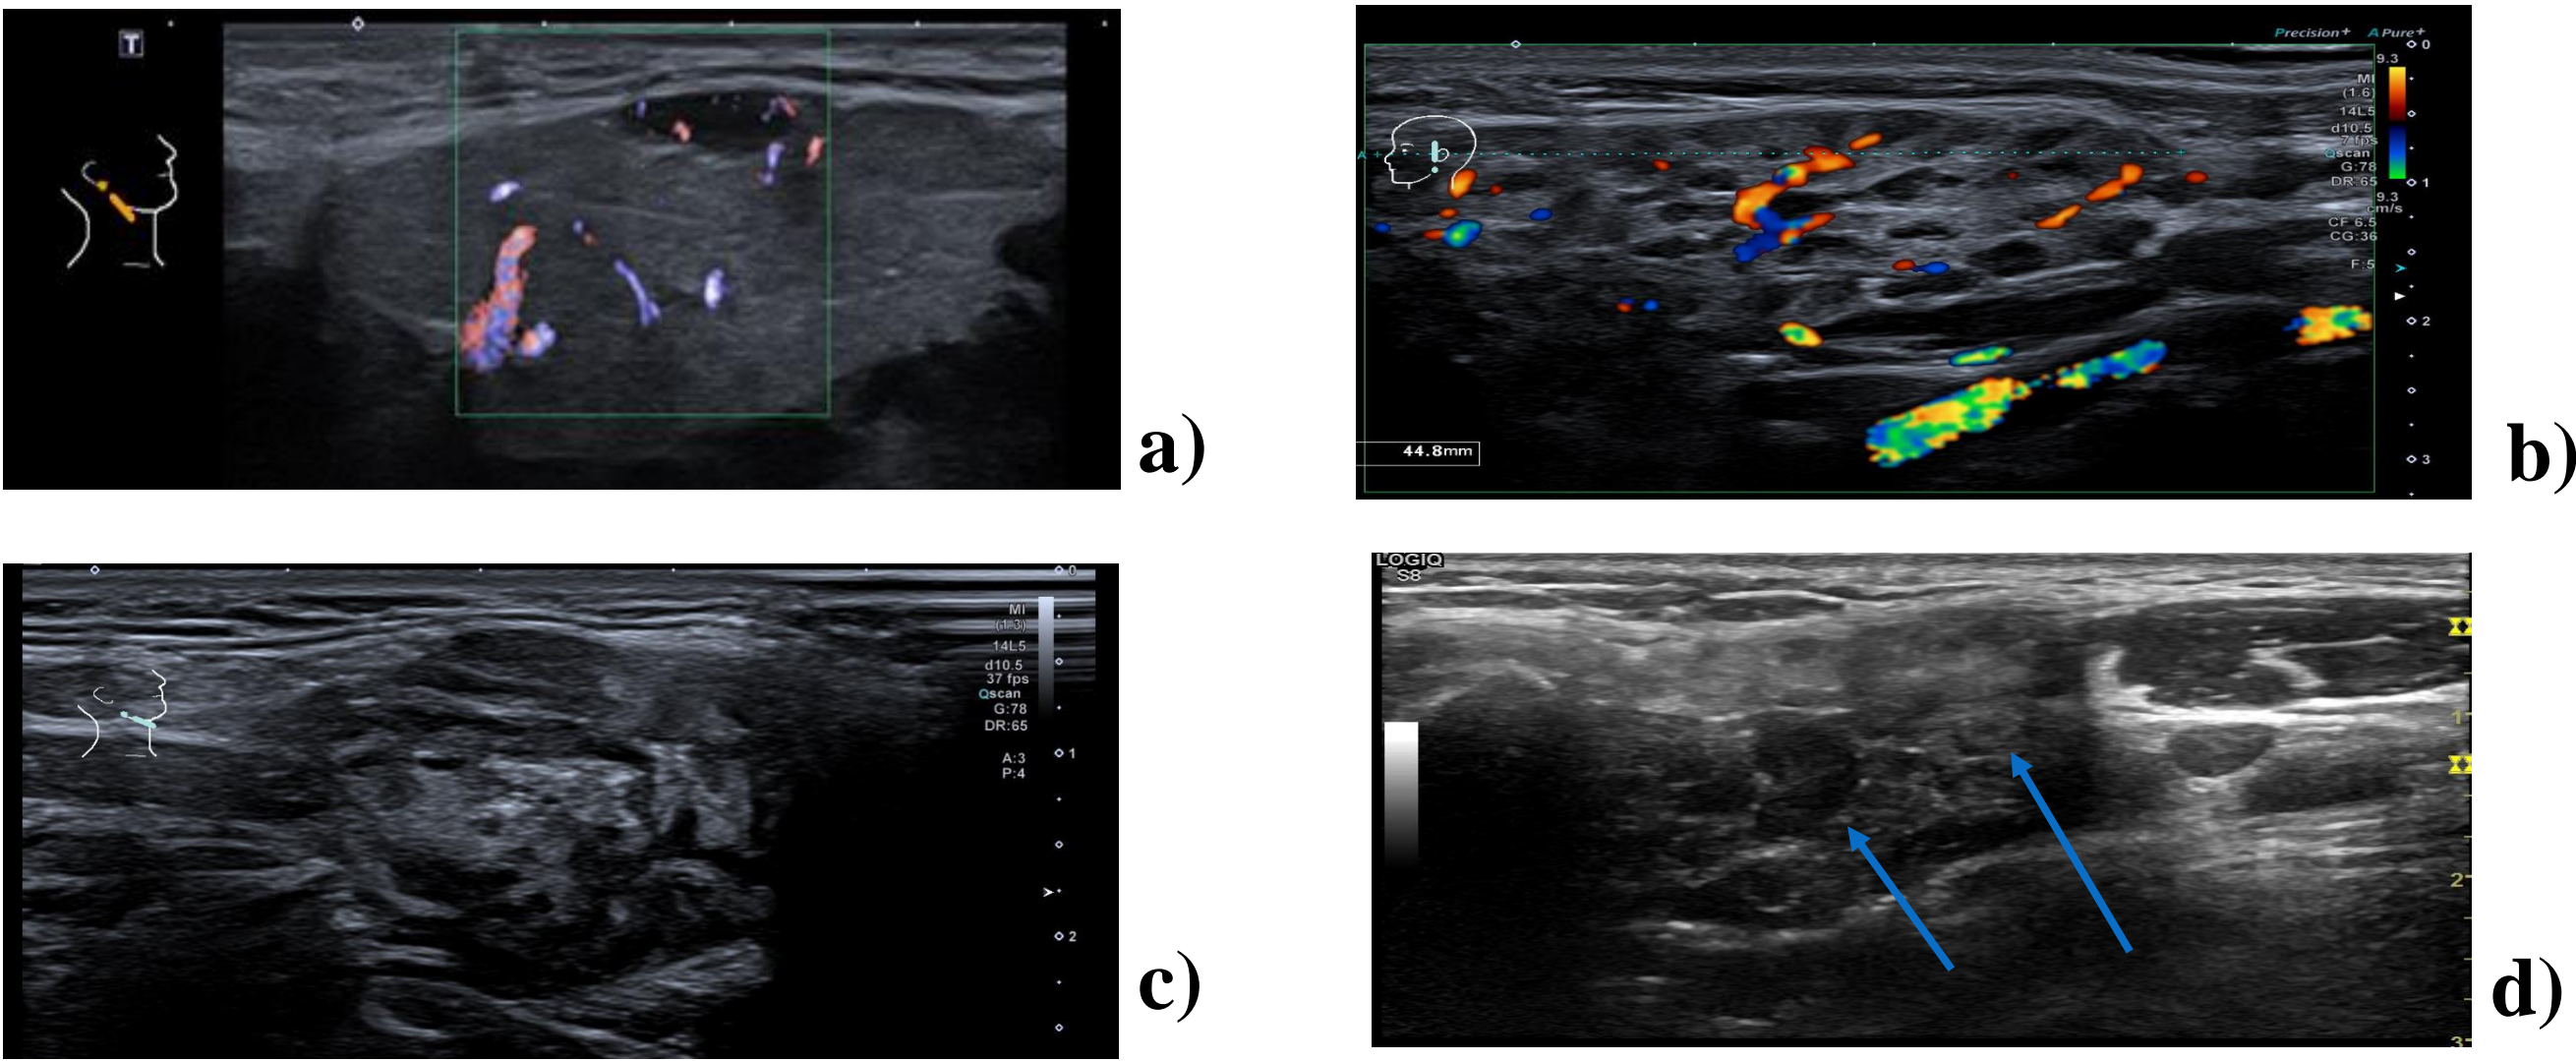 T
a)
Precision+ A Pure+
0
9.3
MI
(1.6)
14L5
d10.5
7 fps
Qscan
G:78
DR:65
1
9.3
cm/s
CF 6.5
CG:36
F:5
2
3
A +
+
44.8mm
b)
0
MI
(1.3)
14L5
d10.5
37 fps
Qscan
G:78
DR:65
A:3
P:4
1
2
c)
LOGIQ
S8
1
2
3
d)